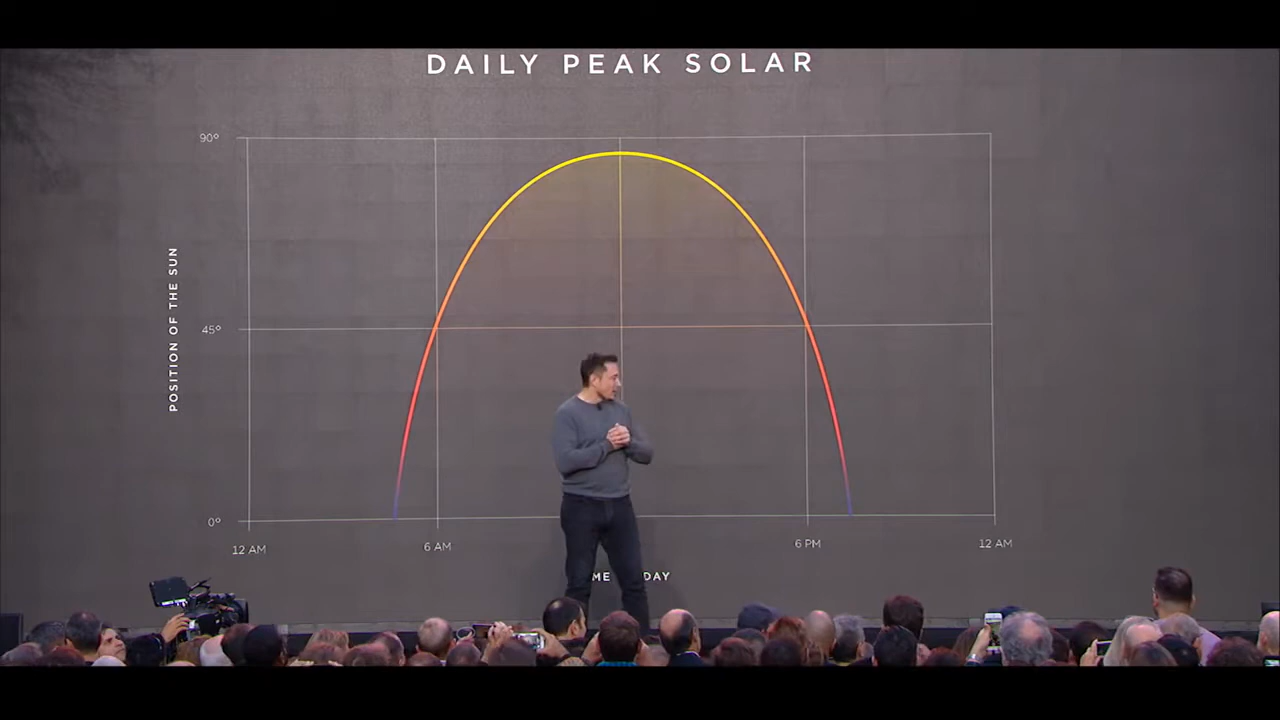 DAILY PEAK SOLAR
90°
POSITION OF THE SUN
45°
0°
12 AM
6 AM
6 PM
12 AM
ME DAY